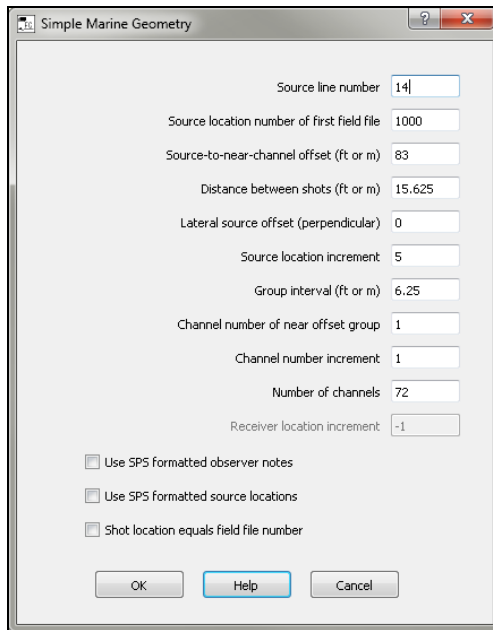 Simple Marine Geometry
Source line number 14
Source location number of first field file 1000
Source-to-near-channel offset (ft or m) 83
Distance between shots (ft or m) 15.625
Lateral source offset (perpendicular) 0
Source location increment 5
Group interval (ft or m) 6.25
Channel number of near offset group 1
Channel number increment 1
Number of channels 72
Receiver location increment -1
Use SPS formatted observer notes
Use SPS formatted source locations
Shot location equals field file number
OK Help Cancel